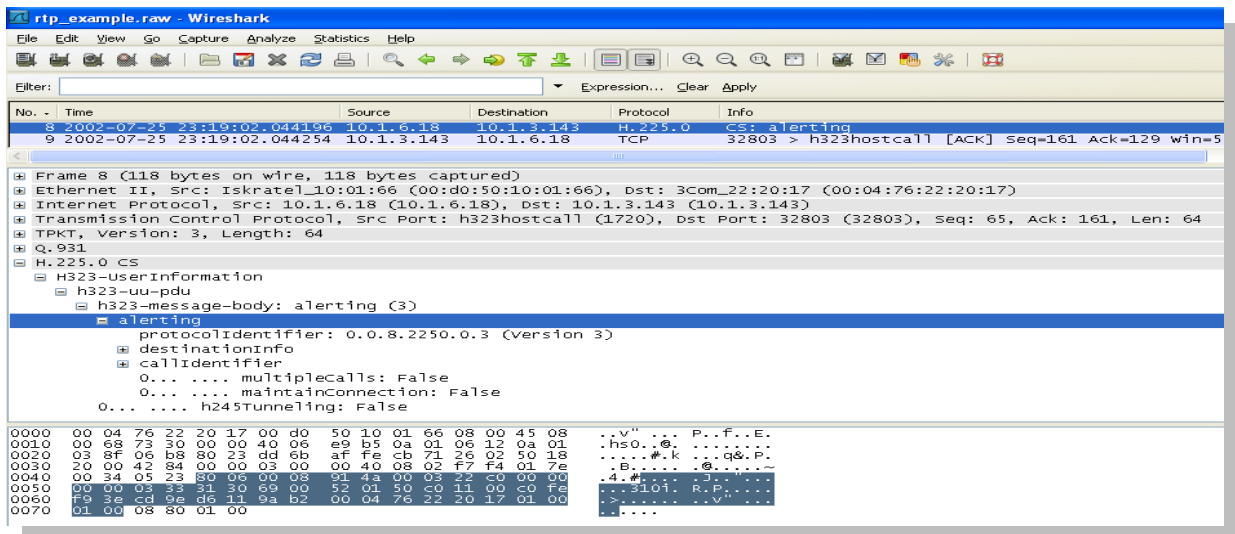 rtp_example.raw - Wireshark
File Edit View Go Capture Analyze Statistics Help
Filter: Expression... Clear Apply
No. - Time Source Destination Protocol Info
8 2002-07-25 23:19:02.044196 10.1.6.18 10.1.3.143 H.225.0 CS: alerting
9 2002-07-25 23:19:02.044254 10.1.3.143 10.1.6.18 TCP 32803 > h323hostcall [ACK] Seq=161 Ack=129 Win=5
Frame 8 (118 bytes on wire, 118 bytes captured)
Ethernet II, Src: Iskratel_10:01:66 (00:d0:50:10:01:66), Dst: 3Com_22:20:17 (00:04:76:22:20:17)
Internet Protocol, Src: 10.1.6.18 (10.1.6.18), Dst: 10.1.3.143 (10.1.3.143)
Transmission Control Protocol, Src Port: h323hostcall (1720), Dst Port: 32803 (32803), Seq: 65, Ack: 161, Len: 64
TPKT, Version: 3, Length: 64
Q.931
H.225.0 CS
H323-UserInformation
h323-uu-pdu
h323-message-body: alerting (3)
alerting
protocolIdentifier: 0.0.8.2250.0.3 (Version 3)
destinationInfo
callIdentifier
0... .... multipleCalls: False
0... .... maintainConnection: False
0... .... h245Tunneling: False
0000 00 04 76 22 20 17 00 d0 50 10 01 66 08 00 45 08 ..v" ... P..f..E.
0010 00 68 73 30 00 00 40 06 e9 b5 0a 01 06 12 0a 01 .hs0..@. ........
0020 03 8f 06 b8 80 23 dd 6b af fe cb 71 26 02 50 18 .....#.k ...q&.P.
0030 20 00 42 84 00 00 03 00 00 40 08 02 f7 f4 01 7e .B..... .@.....~
0040 00 34 05 23 80 06 00 08 91 4a 00 03 22 c0 00 00 .4.#.... .J.."...
0050 00 00 03 33 31 30 69 00 52 01 50 c0 11 00 c0 fe ...310i. R.P.....
0060 f9 3e cd 9e d6 11 9a b2 00 04 76 22 20 17 01 00 .>...... ..v" ...
0070 01 00 08 80 01 00 ......